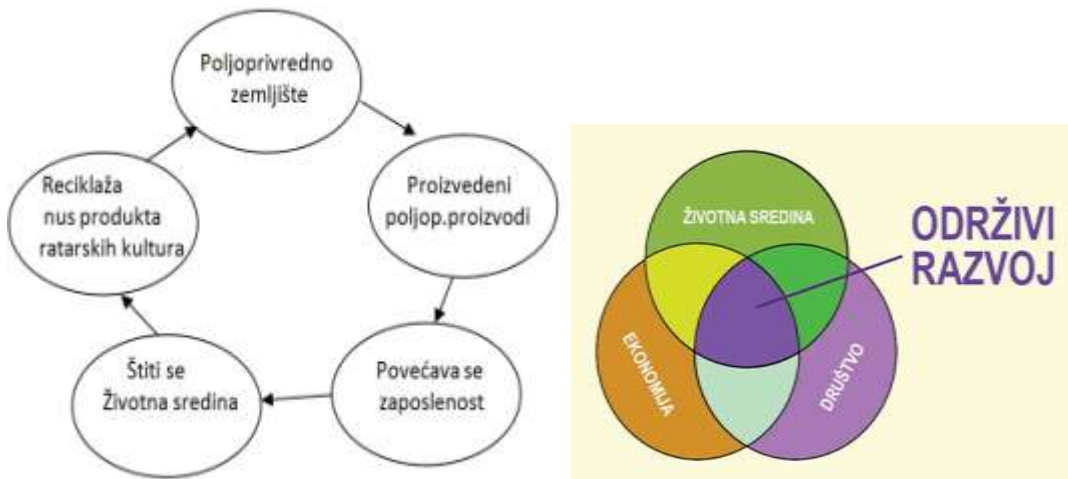 Poljoprivredno
zemljište
Proizvedeni
poljop.proizvodi
Povećava se
zaposlenost
Štiti se
Životna sredina
Reciklaža
nus produkta
ratarskih kultura
ŽIVOTNA SREDINA
EKONOMIJA
DRUŠTVO
ODRŽIVI
RAZVOJ